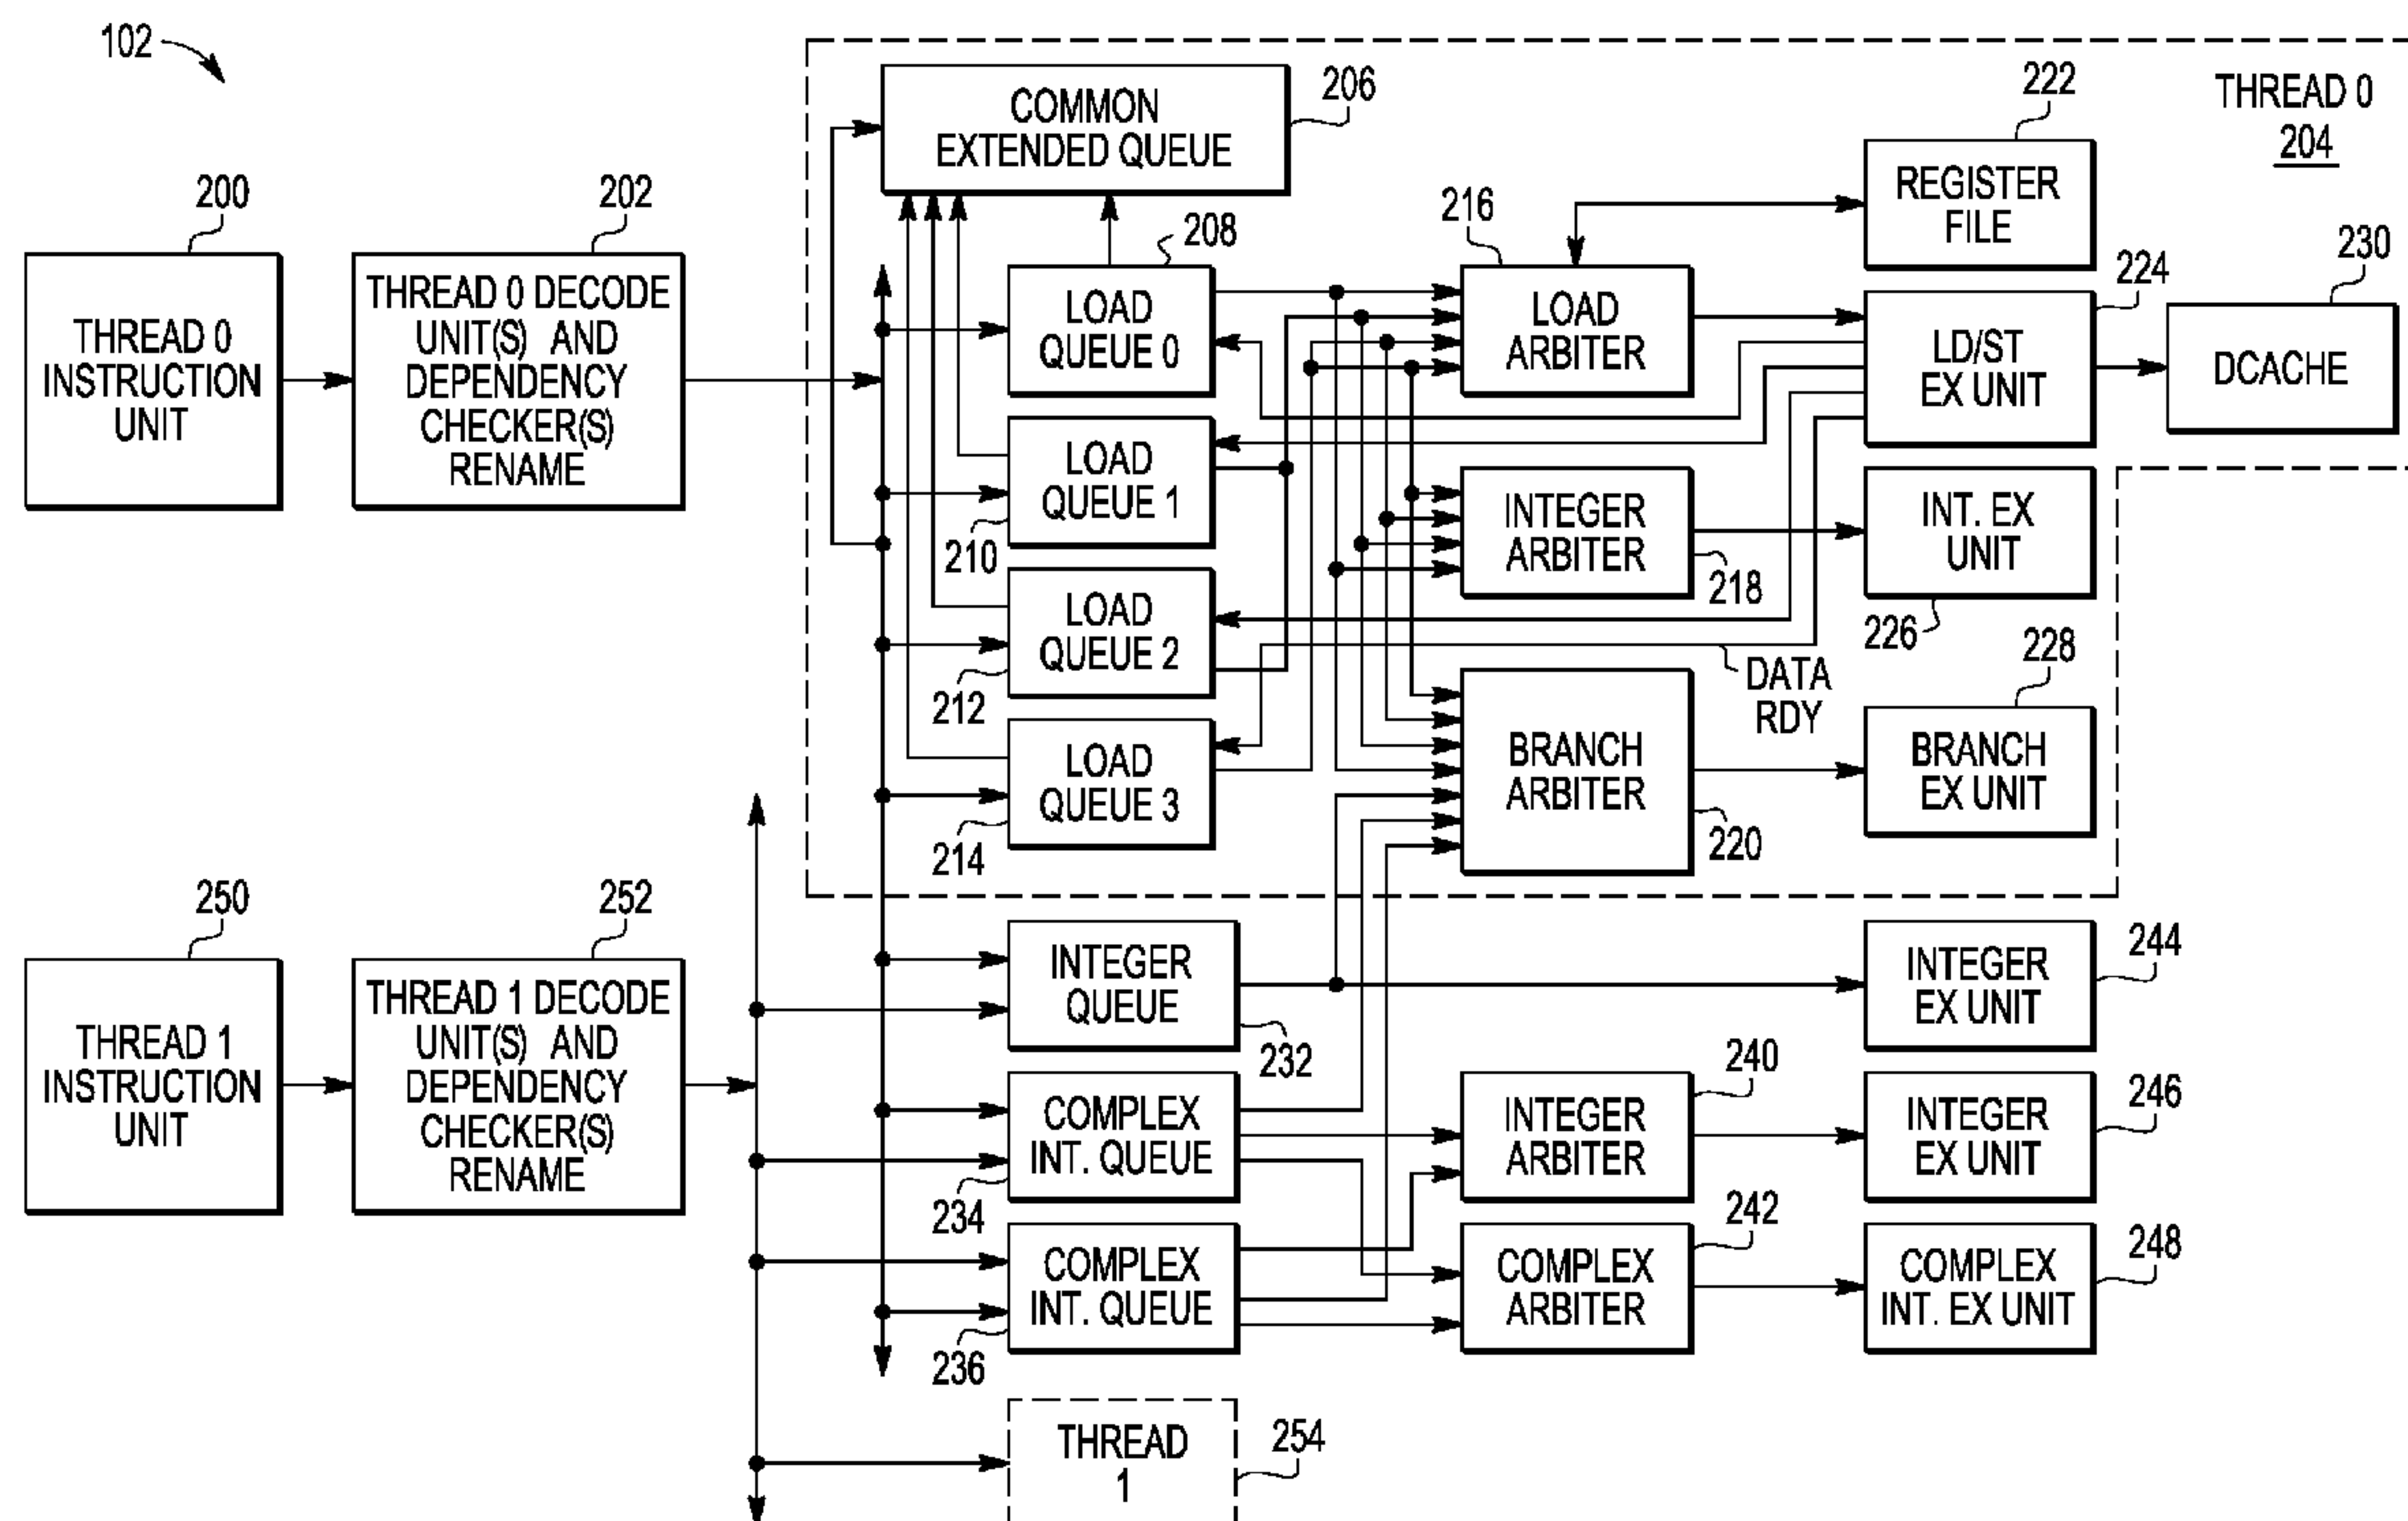 102
COMMON
EXTENDED QUEUE
206
222
THREAD 0
204
REGISTER
FILE
200
202
216
208
230
224
THREAD 0
INSTRUCTION
UNIT
THREAD 0 DECODE
UNIT(S) AND
DEPENDENCY
CHECKER(S)
RENAME
LOAD
QUEUE 0
LOAD
ARBITER
LD/ST
EX UNIT
DCACHE
LOAD
QUEUE 1
210
INTEGER
ARBITER
218
INT. EX
UNIT
226
LOAD
QUEUE 2
212
DATA
RDY
228
LOAD
QUEUE 3
214
BRANCH
ARBITER
220
BRANCH
EX UNIT
250
252
THREAD 1
INSTRUCTION
UNIT
THREAD 1 DECODE
UNIT(S) AND
DEPENDENCY
CHECKER(S)
RENAME
INTEGER
QUEUE
232
INTEGER
EX UNIT
244
COMPLEX
INT. QUEUE
234
240
INTEGER
ARBITER
INTEGER
EX UNIT
246
COMPLEX
INT. QUEUE
236
242
COMPLEX
ARBITER
COMPLEX
INT. EX UNIT
248
THREAD
1
254